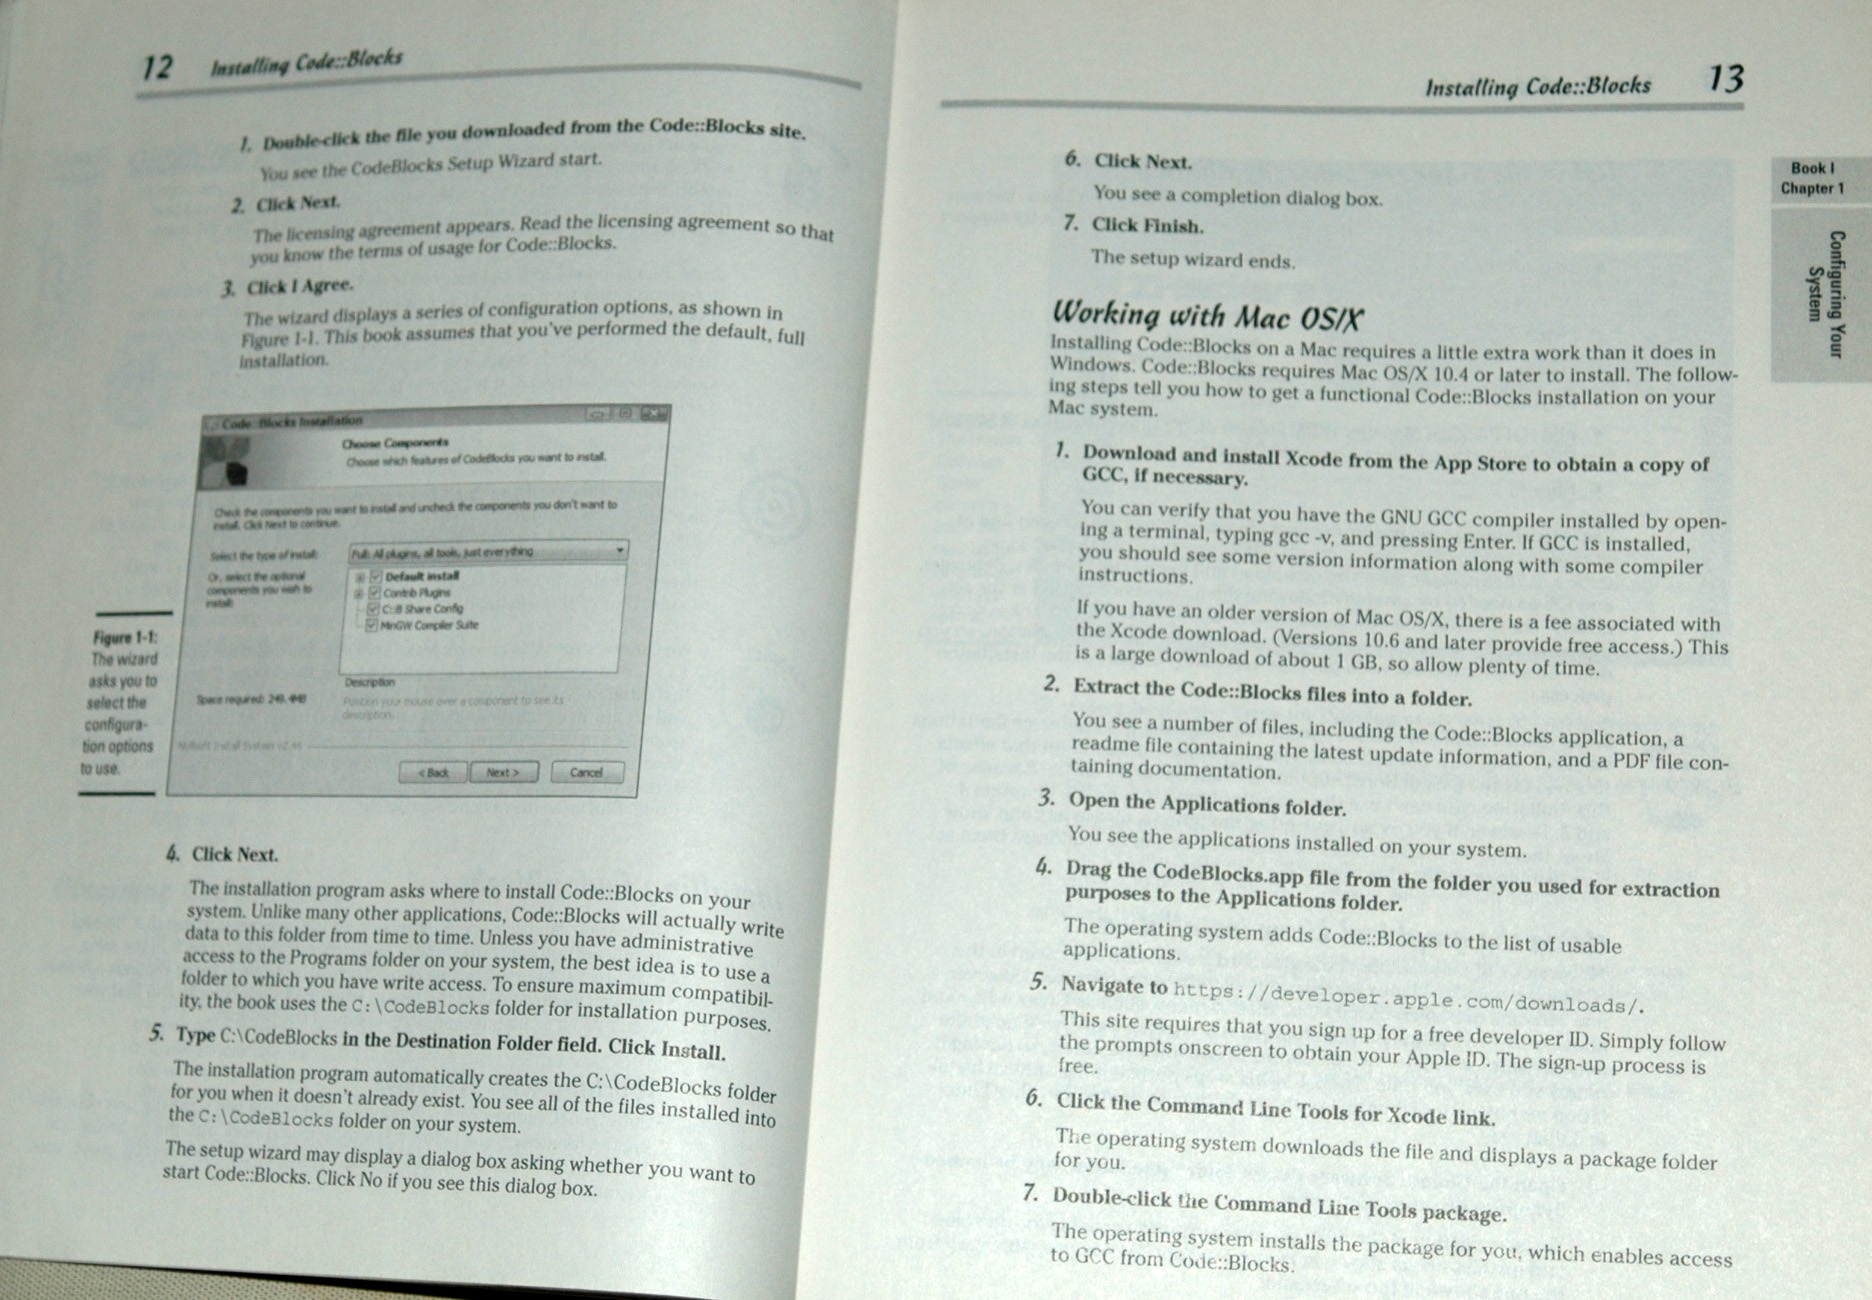 12 Installing Code::Blocks
1. Double-click the file you downloaded from the Code::Blocks site.
You see the CodeBlocks Setup Wizard start.
2. Click Next.
The licensing agreement appears. Read the licensing agreement so that
you know the terms of usage for Code::Blocks.
3. Click I Agree.
The wizard displays a series of configuration options, as shown in
Figure 1-1. This book assumes that you've performed the default, full
installation.
Code::Blocks Installation
Choose Components
Choose which features of CodeBlocks you want to install.
Check the components you want to install and uncheck the components you don't want to
install. Click Next to continue.
Select the type of install:
Full: All plugins, all tools, just everything
Or, select the optional
components you wish to
install:
Default install
Contrib Plugins
C::B Share Config
MinGW Compiler Suite
Space required:
Description
Position your mouse over a component to see its
description.
Nullsoft Install System v2.46
< Back
Next >
Cancel
Figure 1-1:
The wizard
asks you to
select the
configura-
tion options
to use.
4. Click Next.
The installation program asks where to install Code::Blocks on your
system. Unlike many other applications, Code::Blocks will actually write
data to this folder from time to time. Unless you have administrative
access to the Programs folder on your system, the best idea is to use a
folder to which you have write access. To ensure maximum compatibil-
ity, the book uses the C:\CodeBlocks folder for installation purposes.
5. Type C:\CodeBlocks in the Destination Folder field. Click Install.
The installation program automatically creates the C:\CodeBlocks folder
for you when it doesn't already exist. You see all of the files installed into
the C:\CodeBlocks folder on your system.
The setup wizard may display a dialog box asking whether you want to
start Code::Blocks. Click No if you see this dialog box.
Installing Code::Blocks 13
6. Click Next.
You see a completion dialog box.
7. Click Finish.
The setup wizard ends.
Working with Mac OS/X
Installing Code::Blocks on a Mac requires a little extra work than it does in
Windows. Code::Blocks requires Mac OS/X 10.4 or later to install. The follow-
ing steps tell you how to get a functional Code::Blocks installation on your
Mac system.
1. Download and install Xcode from the App Store to obtain a copy of
GCC, if necessary.
You can verify that you have the GNU GCC compiler installed by open-
ing a terminal, typing gcc -v, and pressing Enter. If GCC is installed,
you should see some version information along with some compiler
instructions.
If you have an older version of Mac OS/X, there is a fee associated with
the Xcode download. (Versions 10.6 and later provide free access.) This
is a large download of about 1 GB, so allow plenty of time.
2. Extract the Code::Blocks files into a folder.
You see a number of files, including the Code::Blocks application, a
readme file containing the latest update information, and a PDF file con-
taining documentation.
3. Open the Applications folder.
You see the applications installed on your system.
4. Drag the CodeBlocks.app file from the folder you used for extraction
purposes to the Applications folder.
The operating system adds Code::Blocks to the list of usable
applications.
5. Navigate to https://developer.apple.com/downloads/.
This site requires that you sign up for a free developer ID. Simply follow
the prompts onscreen to obtain your Apple ID. The sign-up process is
free.
6. Click the Command Line Tools for Xcode link.
The operating system downloads the file and displays a package folder
for you.
7. Double-click the Command Line Tools package.
The operating system installs the package for you, which enables access
to GCC from Code::Blocks.
Book I
Chapter 1
Configuring Your
System